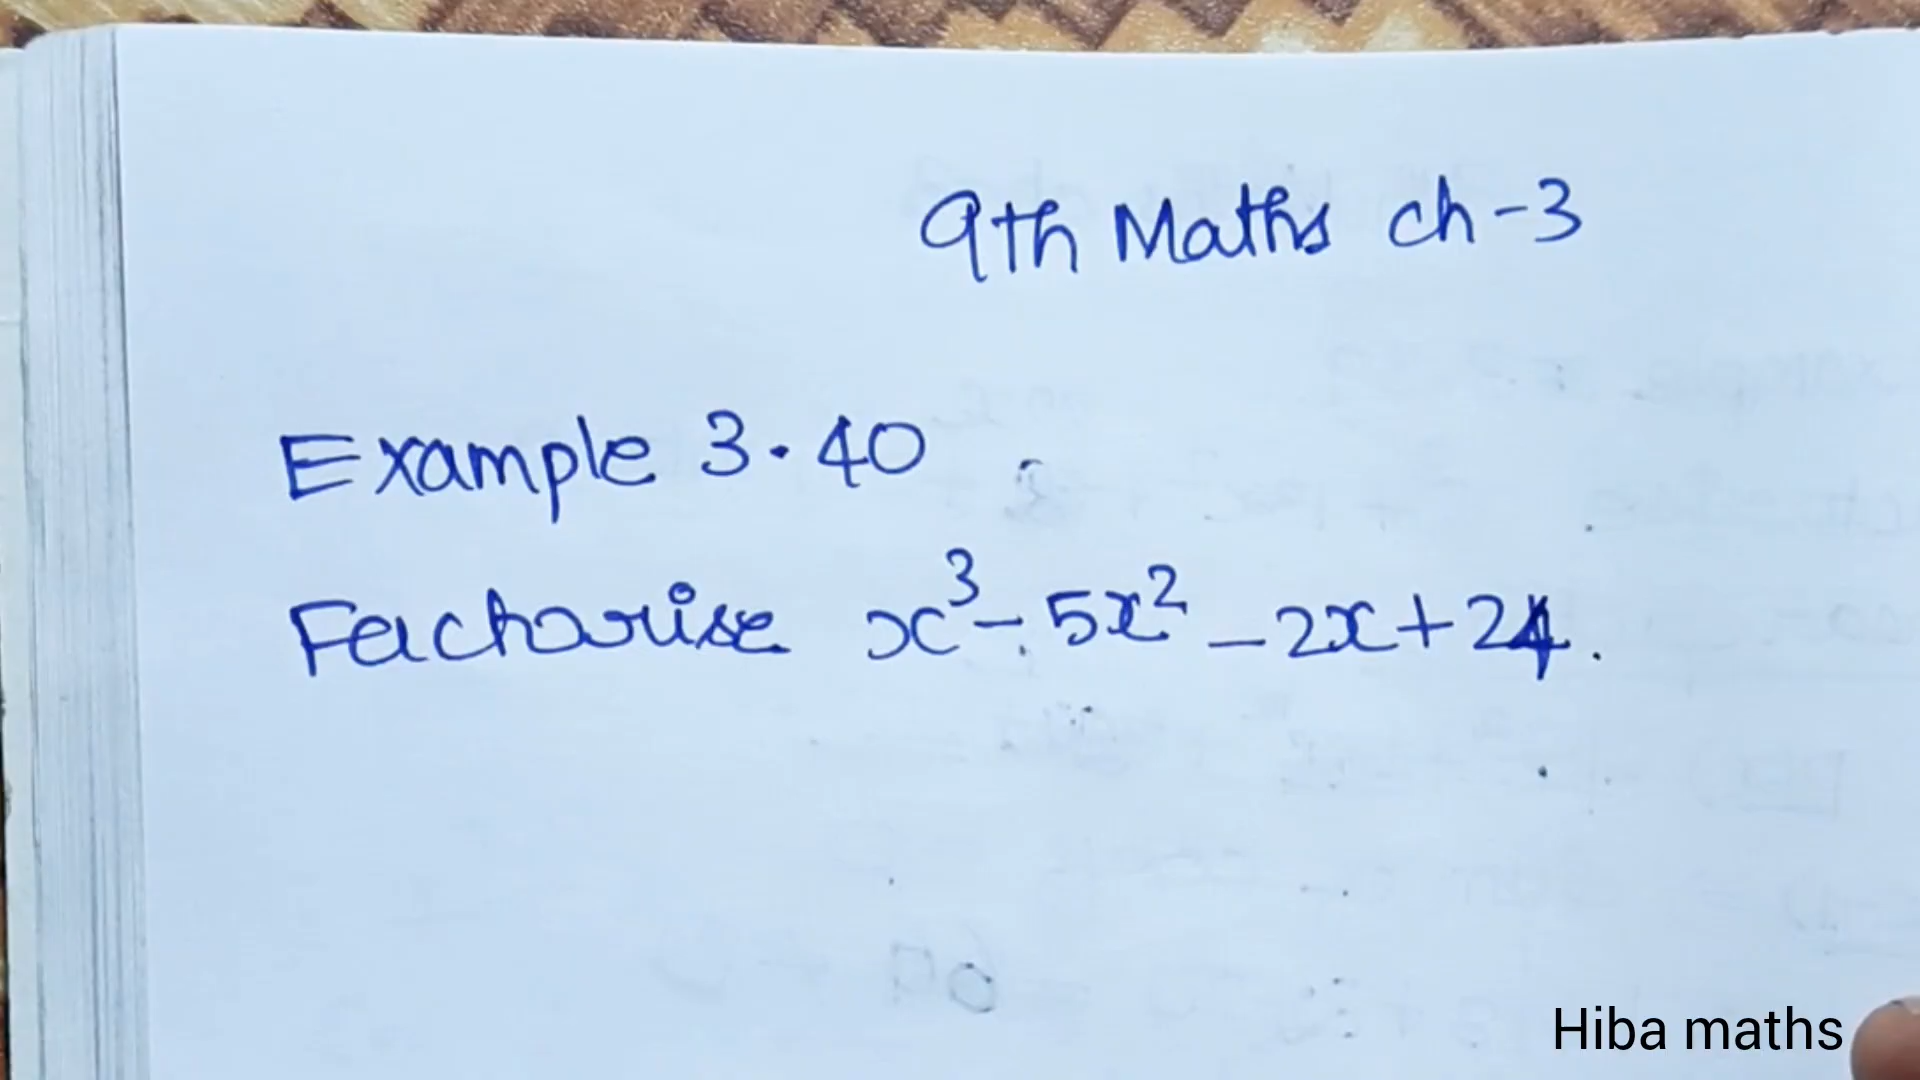 9th Maths ch-3
Example 3.40
Factorise x³-5x²-2x+24.
Hiba maths